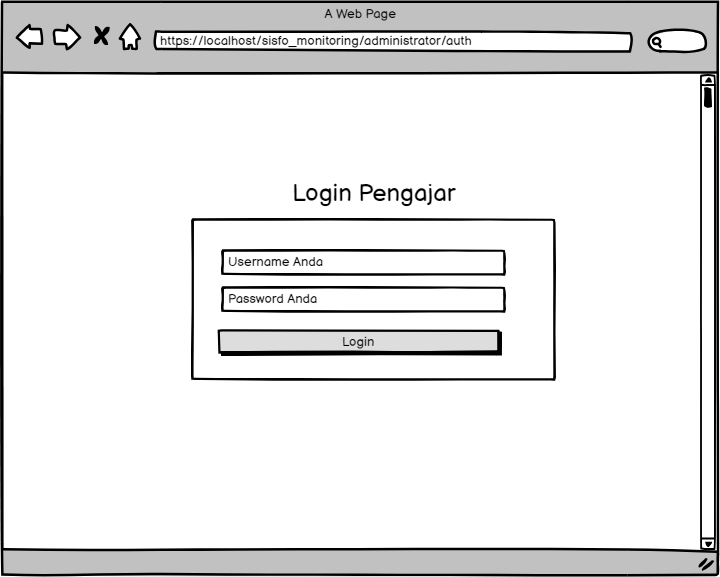 A Web Page
https://localhost/sisfo_monitoring/administrator/auth
Login Pengajar
Username Anda
Password Anda
Login